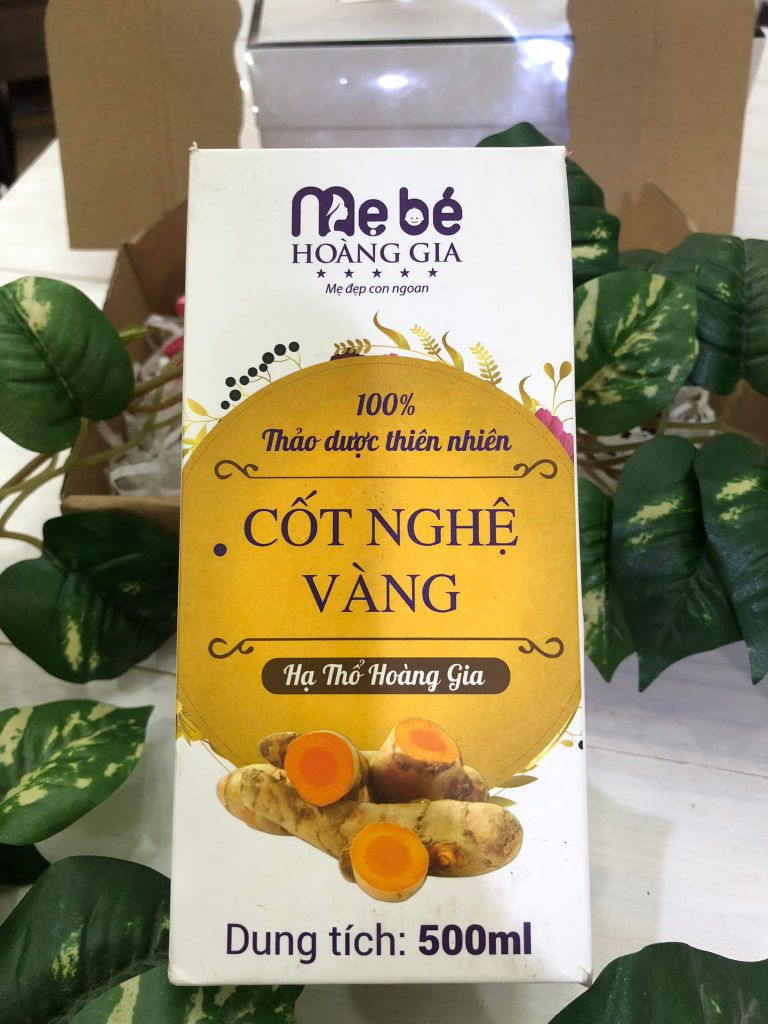 Mẹ bé
HOÀNG GIA
Mẹ đẹp con ngoan
100%
Thảo dược thiên nhiên
CỐT NGHỆ
VÀNG
Hạ Thổ Hoàng Gia
Dung tích: 500ml